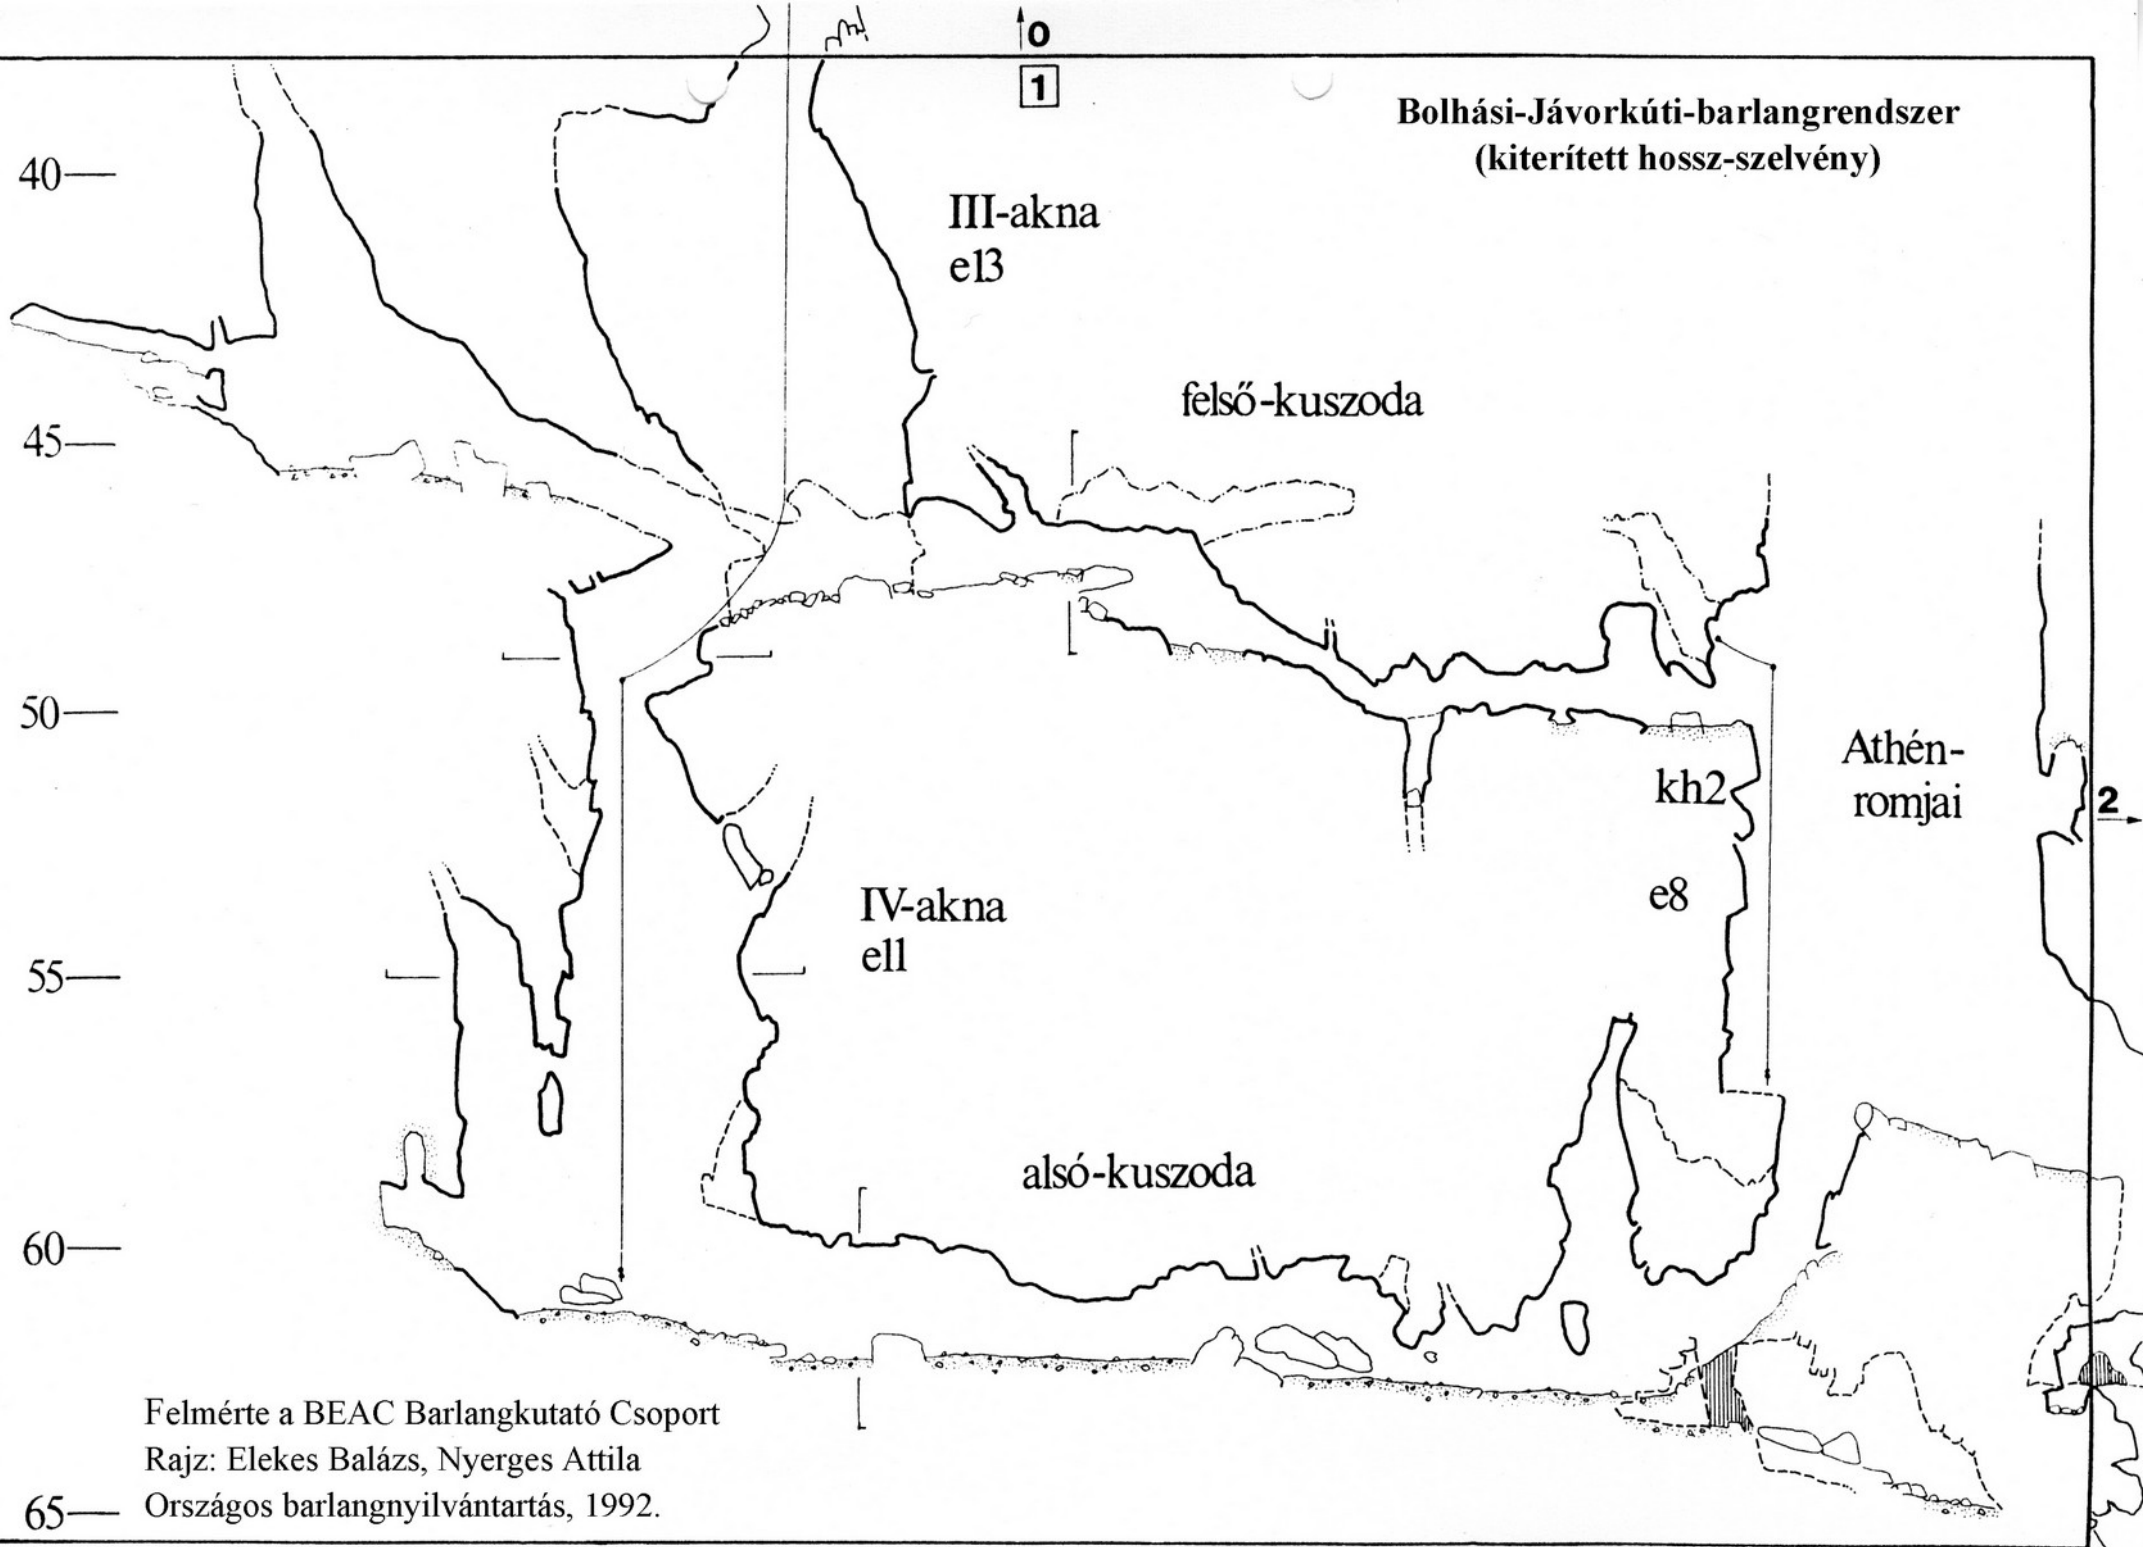 0
1
Bolhási-Jávorkúti-barlangrendszer
(kiterített hossz-szelvény)
40
III-akna
e13
felső-kuszoda
45
50
Athén-
romjai
kh2
2
e8
IV-akna
e11
55
alsó-kuszoda
60
Felmérte a BEAC Barlangkutató Csoport
Rajz: Elekes Balázs, Nyerges Attila
Országos barlangnyilvántartás, 1992.
65